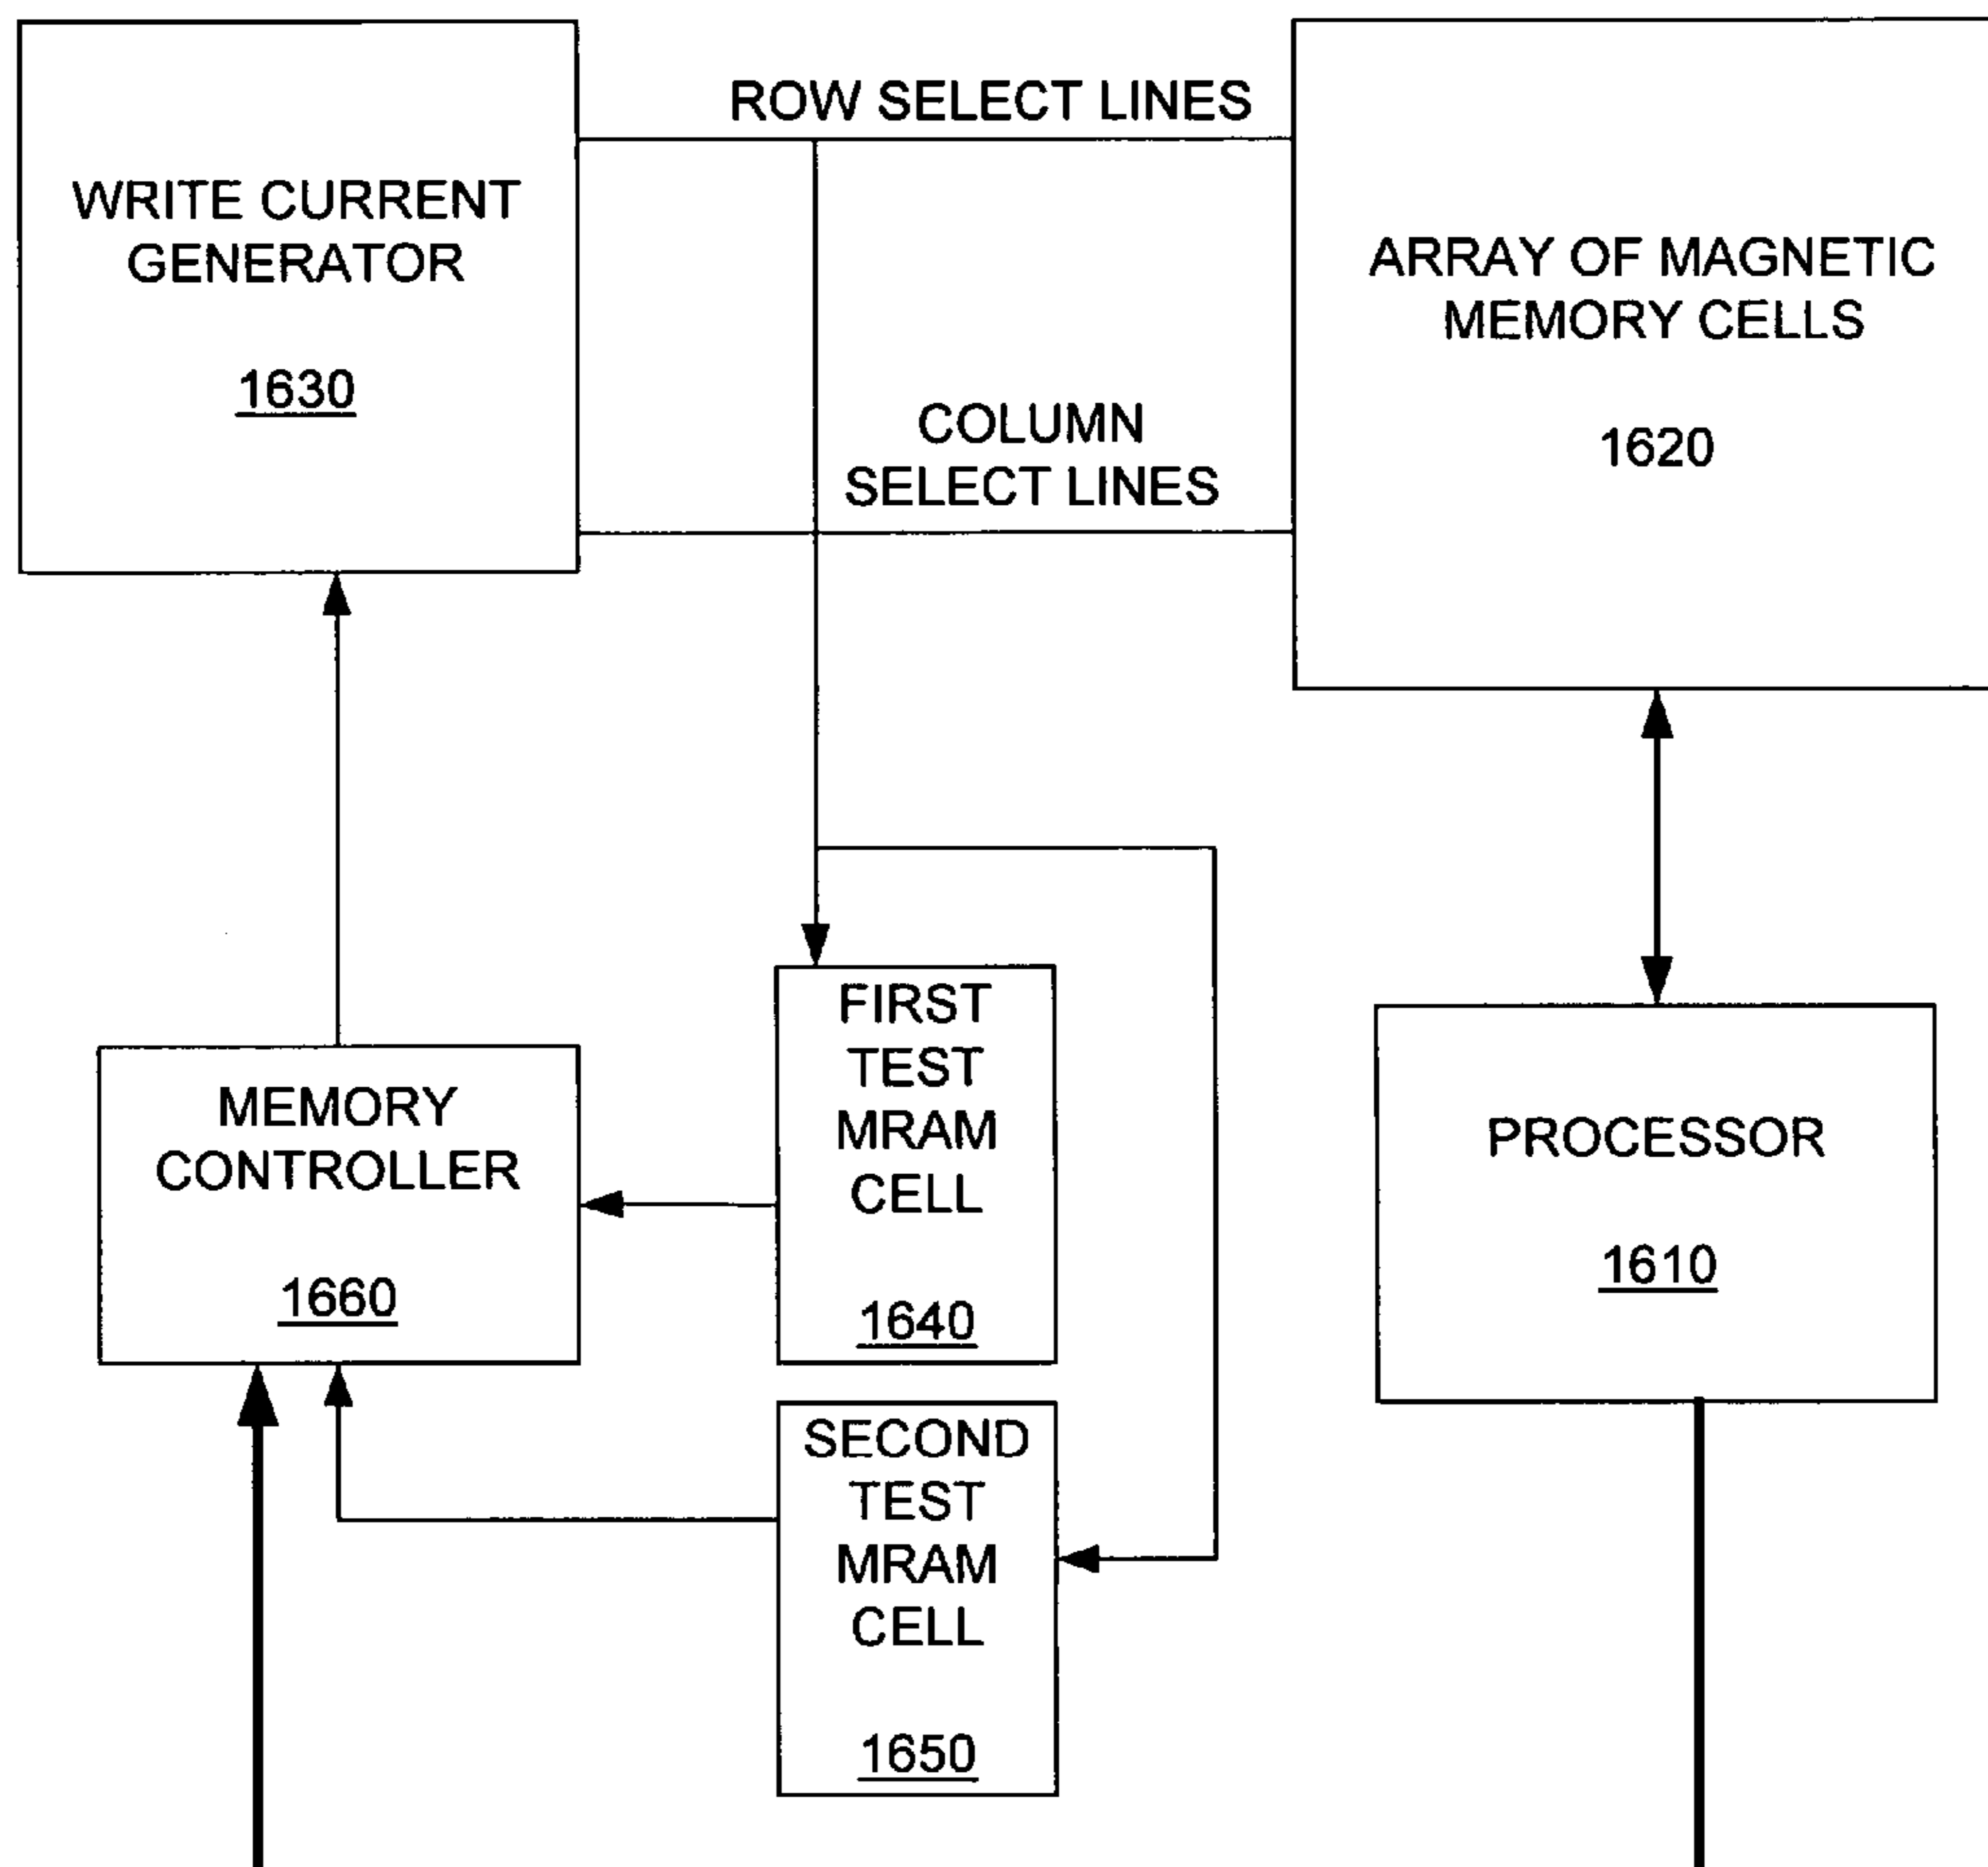 ROW SELECT LINES
WRITE CURRENT
GENERATOR
1630
ARRAY OF MAGNETIC
MEMORY CELLS
1620
COLUMN
SELECT LINES
FIRST
TEST
MRAM
CELL
1640
MEMORY
CONTROLLER
1660
PROCESSOR
1610
SECOND
TEST
MRAM
CELL
1650